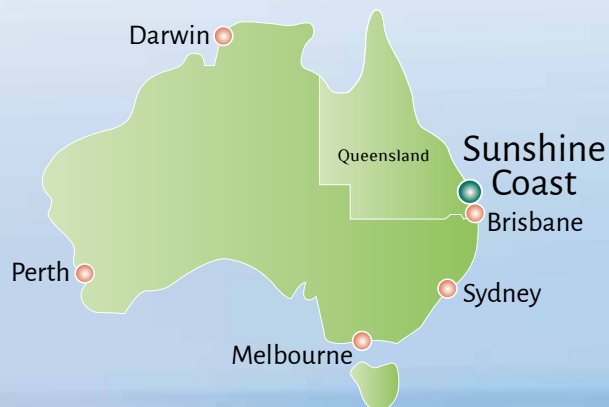 Darwin
Queensland
Sunshine
Coast
Brisbane
Perth
Sydney
Melbourne